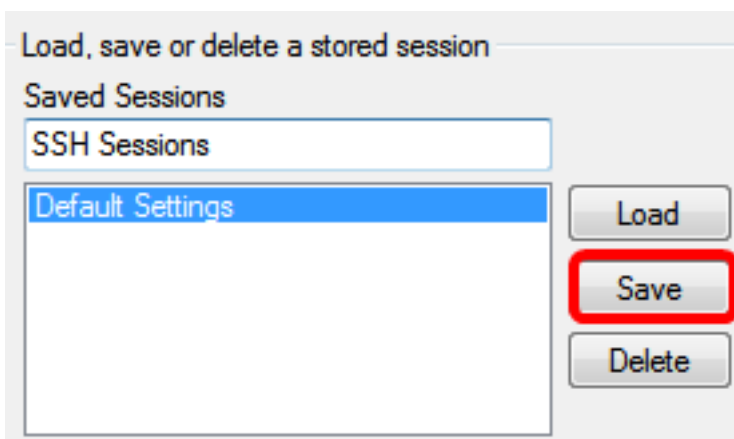 Load, save or delete a stored session
Saved Sessions
SSH Sessions
Default Settings
Load
Save
Delete